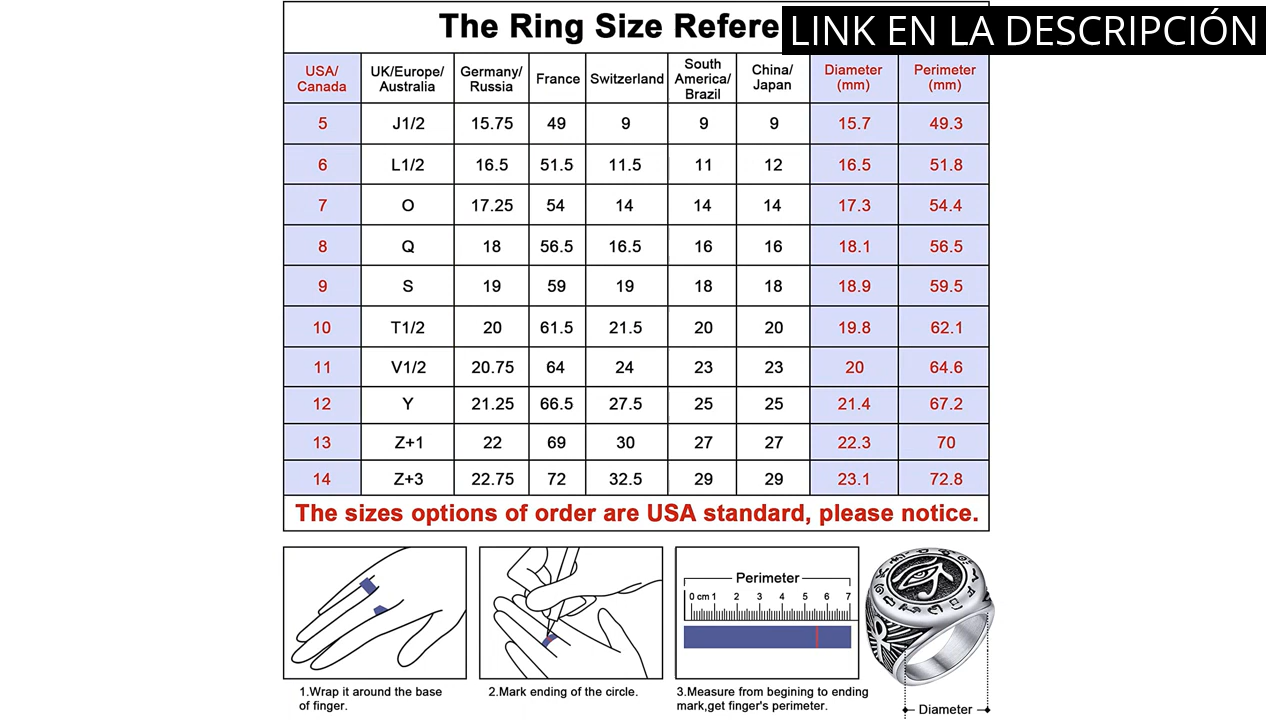 The Ring Size Refere
LINK EN LA DESCRIPCIÓN
USA/
Canada
UK/Europe/
Australia
Germany/
Russia
France
Switzerland
South
America/
Brazil
China/
Japan
Diameter
(mm)
Perimeter
(mm)
5 J1/2 15.75 49 9 9 9 15.7 49.3
6 L1/2 16.5 51.5 11.5 11 12 16.5 51.8
7 O 17.25 54 14 14 14 17.3 54.4
8 Q 18 56.5 16.5 16 16 18.1 56.5
9 S 19 59 19 18 18 18.9 59.5
10 T1/2 20 61.5 21.5 20 20 19.8 62.1
11 V1/2 20.75 64 24 23 23 20 64.6
12 Y 21.25 66.5 27.5 25 25 21.4 67.2
13 Z+1 22 69 30 27 27 22.3 70
14 Z+3 22.75 72 32.5 29 29 23.1 72.8
The sizes options of order are USA standard, please notice.
Perimeter
0 cm 1 2 3 4 5 6 7
1.Wrap it around the base
of finger.
2.Mark ending of the circle.
3.Measure from begining to ending
mark,get finger's perimeter.
Diameter